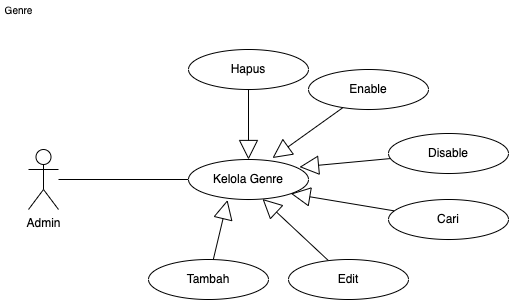 Genre
Hapus
Enable
Disable
Kelola Genre
Cari
Admin
Tambah
Edit